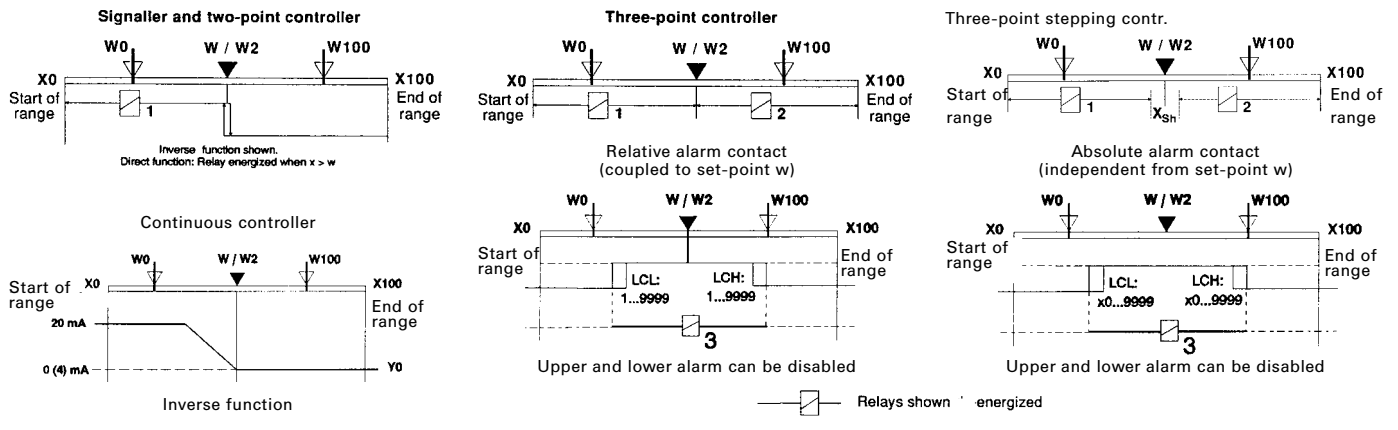 Signaller and two-point controller
W0 W / W2 W100
X0 X100
Start of range
End of range
1
Inverse function shown.
Direct function: Relay energized when x > w
Three-point controller
W0 W / W2 W100
X0 X100
Start of range
End of range
1 2
Three-point stepping contr.
W0 W / W2 W100
X0 X100
Start of range
End of range
1 XSh 2
Continuous controller
W0 W/W2 W100
X0 X100
Start of range
End of range
20 mA
0 (4) mA Y0
Inverse function
Relative alarm contact
(coupled to set-point w)
W0 W / W2 W100
X0 X100
Start of range
End of range
LCL: LCH:
1...9999 1...9999
3
Upper and lower alarm can be disabled
Absolute alarm contact
(independent from set-point w)
W0 W / W2 W100
X0 X100
Start of range
End of range
LCL: LCH:
x0...9999 x0...9999
3
Upper and lower alarm can be disabled
Relays shown ' energized